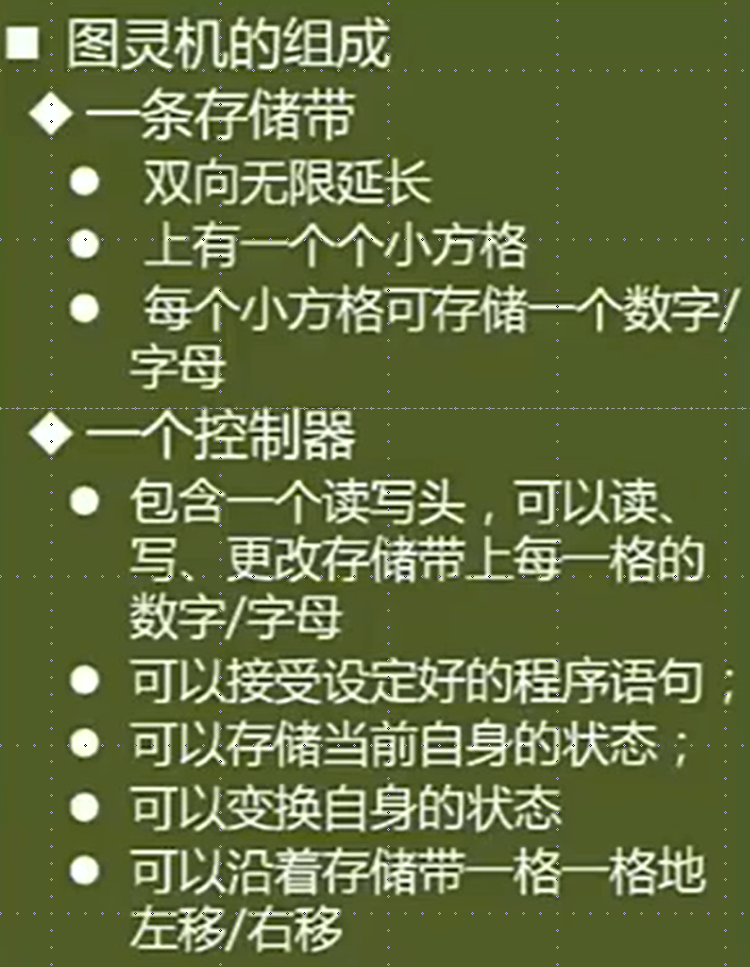 ■ 图灵机的组成
◆一条存储带
● 双向无限延长
● 上有一个个小方格
● 每个小方格可存储一个数字/
字母
◆一个控制器
● 包含一个读写头，可以读、
写、更改存储带上每一格的
数字/字母
● 可以接受设定好的程序语句；
● 可以存储当前自身的状态；
● 可以变换自身的状态
● 可以沿着存储带一格一格地
左移/右移